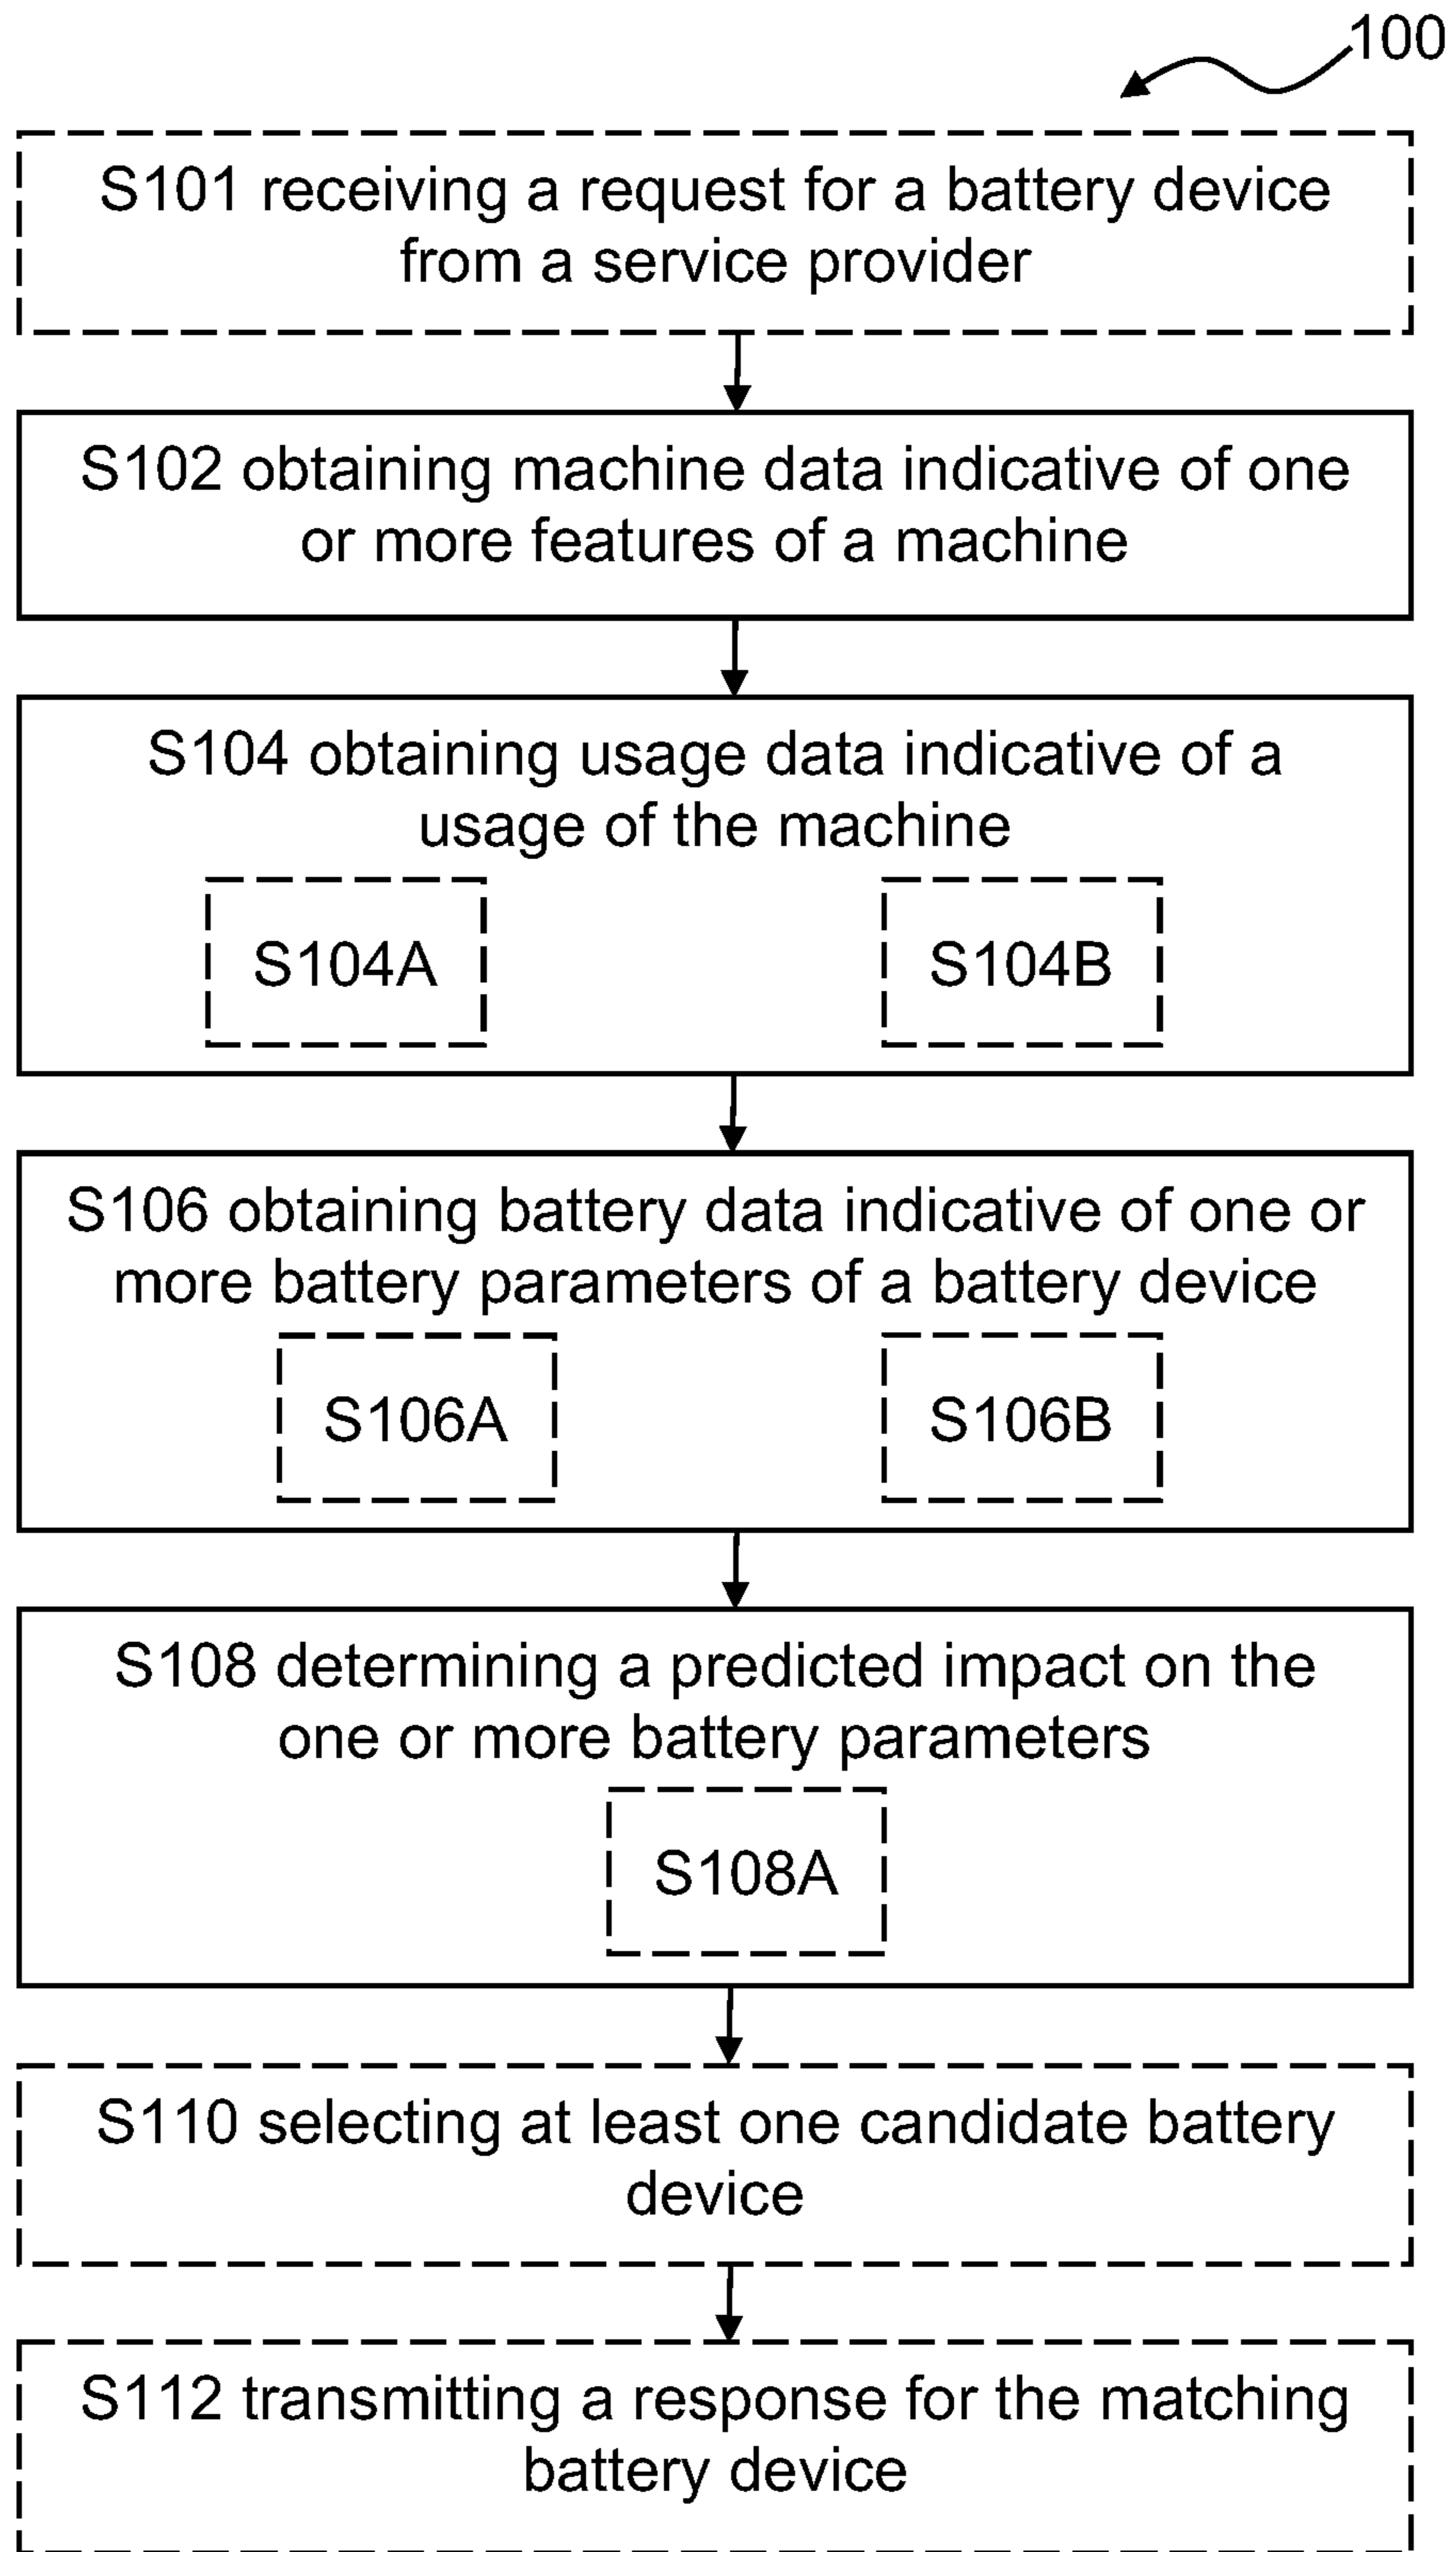 100
S101 receiving a request for a battery device
from a service provider
S102 obtaining machine data indicative of one
or more features of a machine
S104 obtaining usage data indicative of a
usage of the machine
S104A
S104B
S106 obtaining battery data indicative of one or
more battery parameters of a battery device
S106A
S106B
S108 determining a predicted impact on the
one or more battery parameters
S108A
S110 selecting at least one candidate battery
device
S112 transmitting a response for the matching
battery device